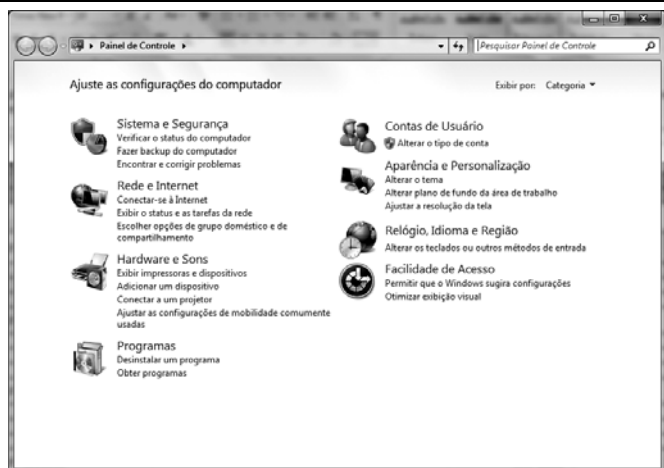 Painel de Controle
Pesquisar Painel de Controle
Ajuste as configurações do computador
Exibir por: Categoria
Sistema e Segurança
Verificar o status do computador
Fazer backup do computador
Encontrar e corrigir problemas
Rede e Internet
Conectar-se à Internet
Exibir o status e as tarefas da rede
Escolher opções de grupo doméstico e de
compartilhamento
Hardware e Sons
Exibir impressoras e dispositivos
Adicionar um dispositivo
Conectar a um projetor
Ajustar as configurações de mobilidade comumente
usadas
Programas
Desinstalar um programa
Obter programas
Contas de Usuário
Alterar o tipo de conta
Aparência e Personalização
Alterar o tema
Alterar plano de fundo da área de trabalho
Ajustar a resolução da tela
Relógio, Idioma e Região
Alterar os teclados ou outros métodos de entrada
Facilidade de Acesso
Permitir que o Windows sugira configurações
Otimizar exibição visual